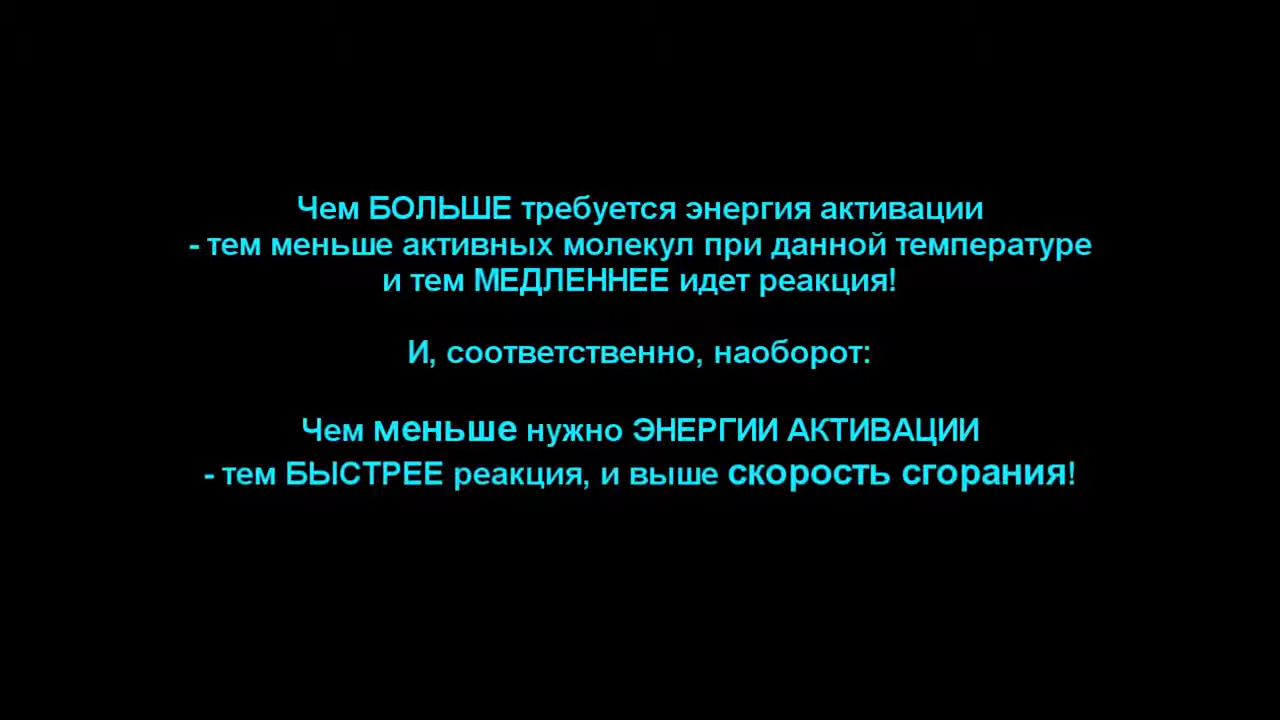 Чем БОЛЬШЕ требуется энергия активации
- тем меньше активных молекул при данной температуре
и тем МЕДЛЕННЕЕ идет реакция!
И, соответственно, наоборот:
Чем меньше нужно ЭНЕРГИИ АКТИВАЦИИ
- тем БЫСТРЕЕ реакция, и выше скорость сгорания!